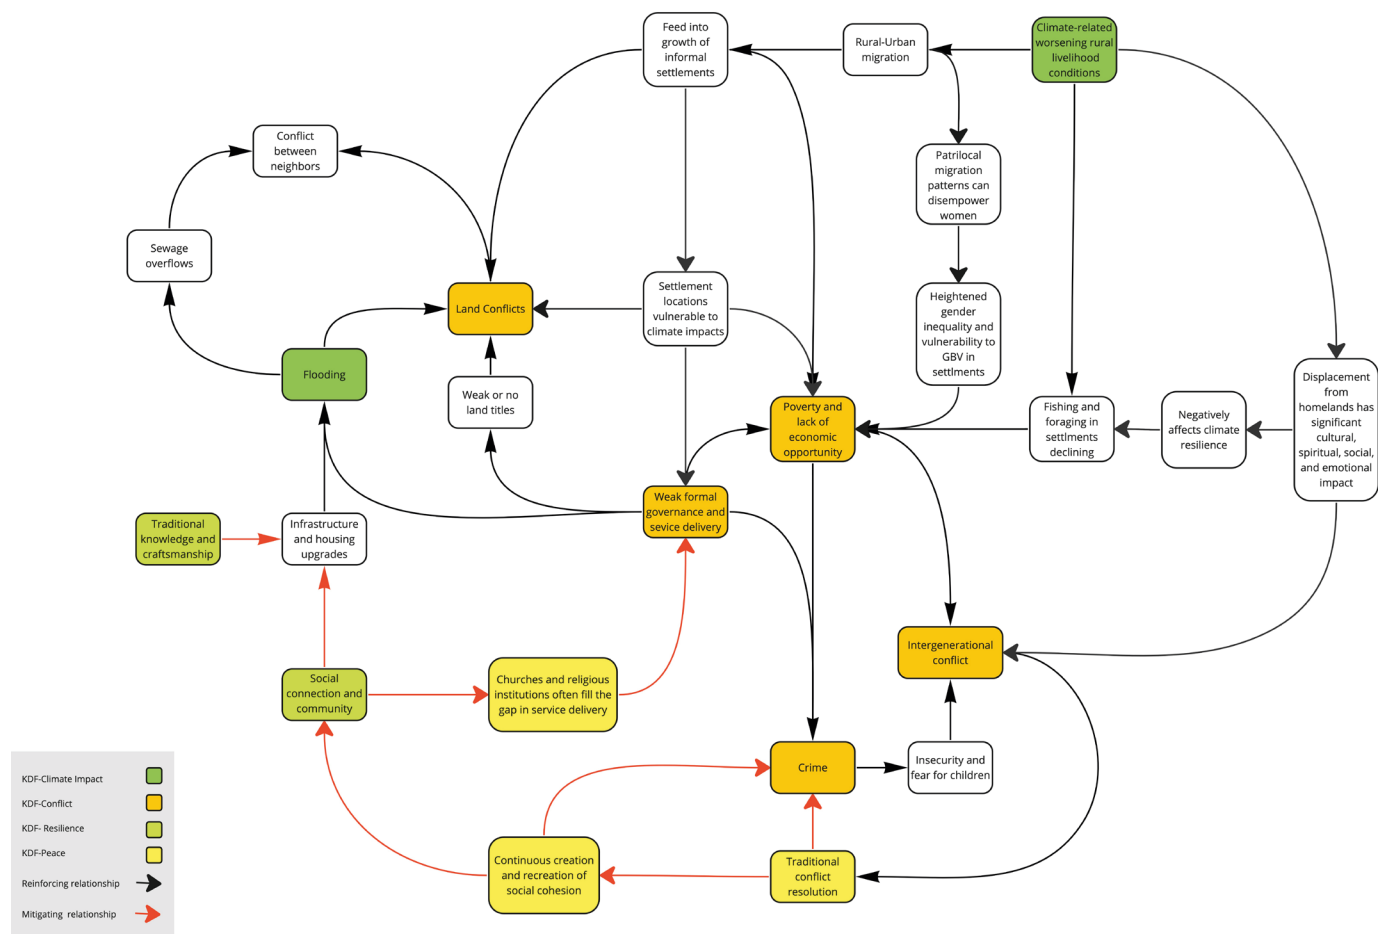 Feed into
growth of
informal
settlements
Rural-Urban
migration
Climate-related
worsening rural
livelihood
conditions
Conflict
between
neighbors
Patrilocal
migration
patterns can
disempower
women
Sewage
overflows
Land Conflicts
Settlement
locations
vulnerable to
climate impacts
Heightened
gender
inequality and
vulnerability to
GBV in
settlments
Flooding
Weak or no
land titles
Poverty and
lack of
economic
opportunity
Fishing and
foraging in
settlments
declining
Negatively
affects climate
resilience
Displacement
from
homelands has
significant
cultural,
spiritual, social,
and emotional
impact
Traditional
knowledge and
craftsmanship
Infrastructure
and housing
upgrades
Weak formal
governance and
sevice delivery
Intergenerational
conflict
Social
connection and
community
Churches and religious
institutions often fill the
gap in service delivery
Crime
Insecurity and
fear for children
Continuous creation
and recreation of
social cohesion
Traditional
conflict
resolution
KDF-Climate Impact
KDF-Conflict
KDF- Resilience
KDF-Peace
Reinforcing relationship
Mitigating relationship